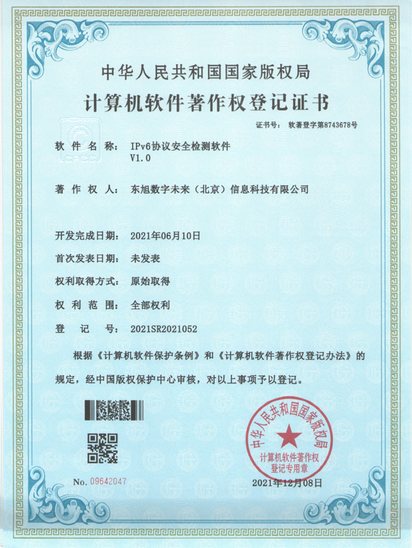 中华人民共和国国家版权局
计算机软件著作权登记证书
证书号： 软著登字第8743678号
软件名称： IPv6协议安全检测软件
V1.0
著作权人： 东旭数字未来（北京）信息科技有限公司
开发完成日期： 2021年06月10日
首次发表日期： 未发表
权利取得方式： 原始取得
权利范围： 全部权利
登记号： 2021SR2021052
根据《计算机软件保护条例》和《计算机软件著作权登记办法》的
规定，经中国版权保护中心审核，对以上事项予以登记。
中华人民共和国国家版权局
计算机软件著作权
登记专用章
No. 09642047
2021年12月08日